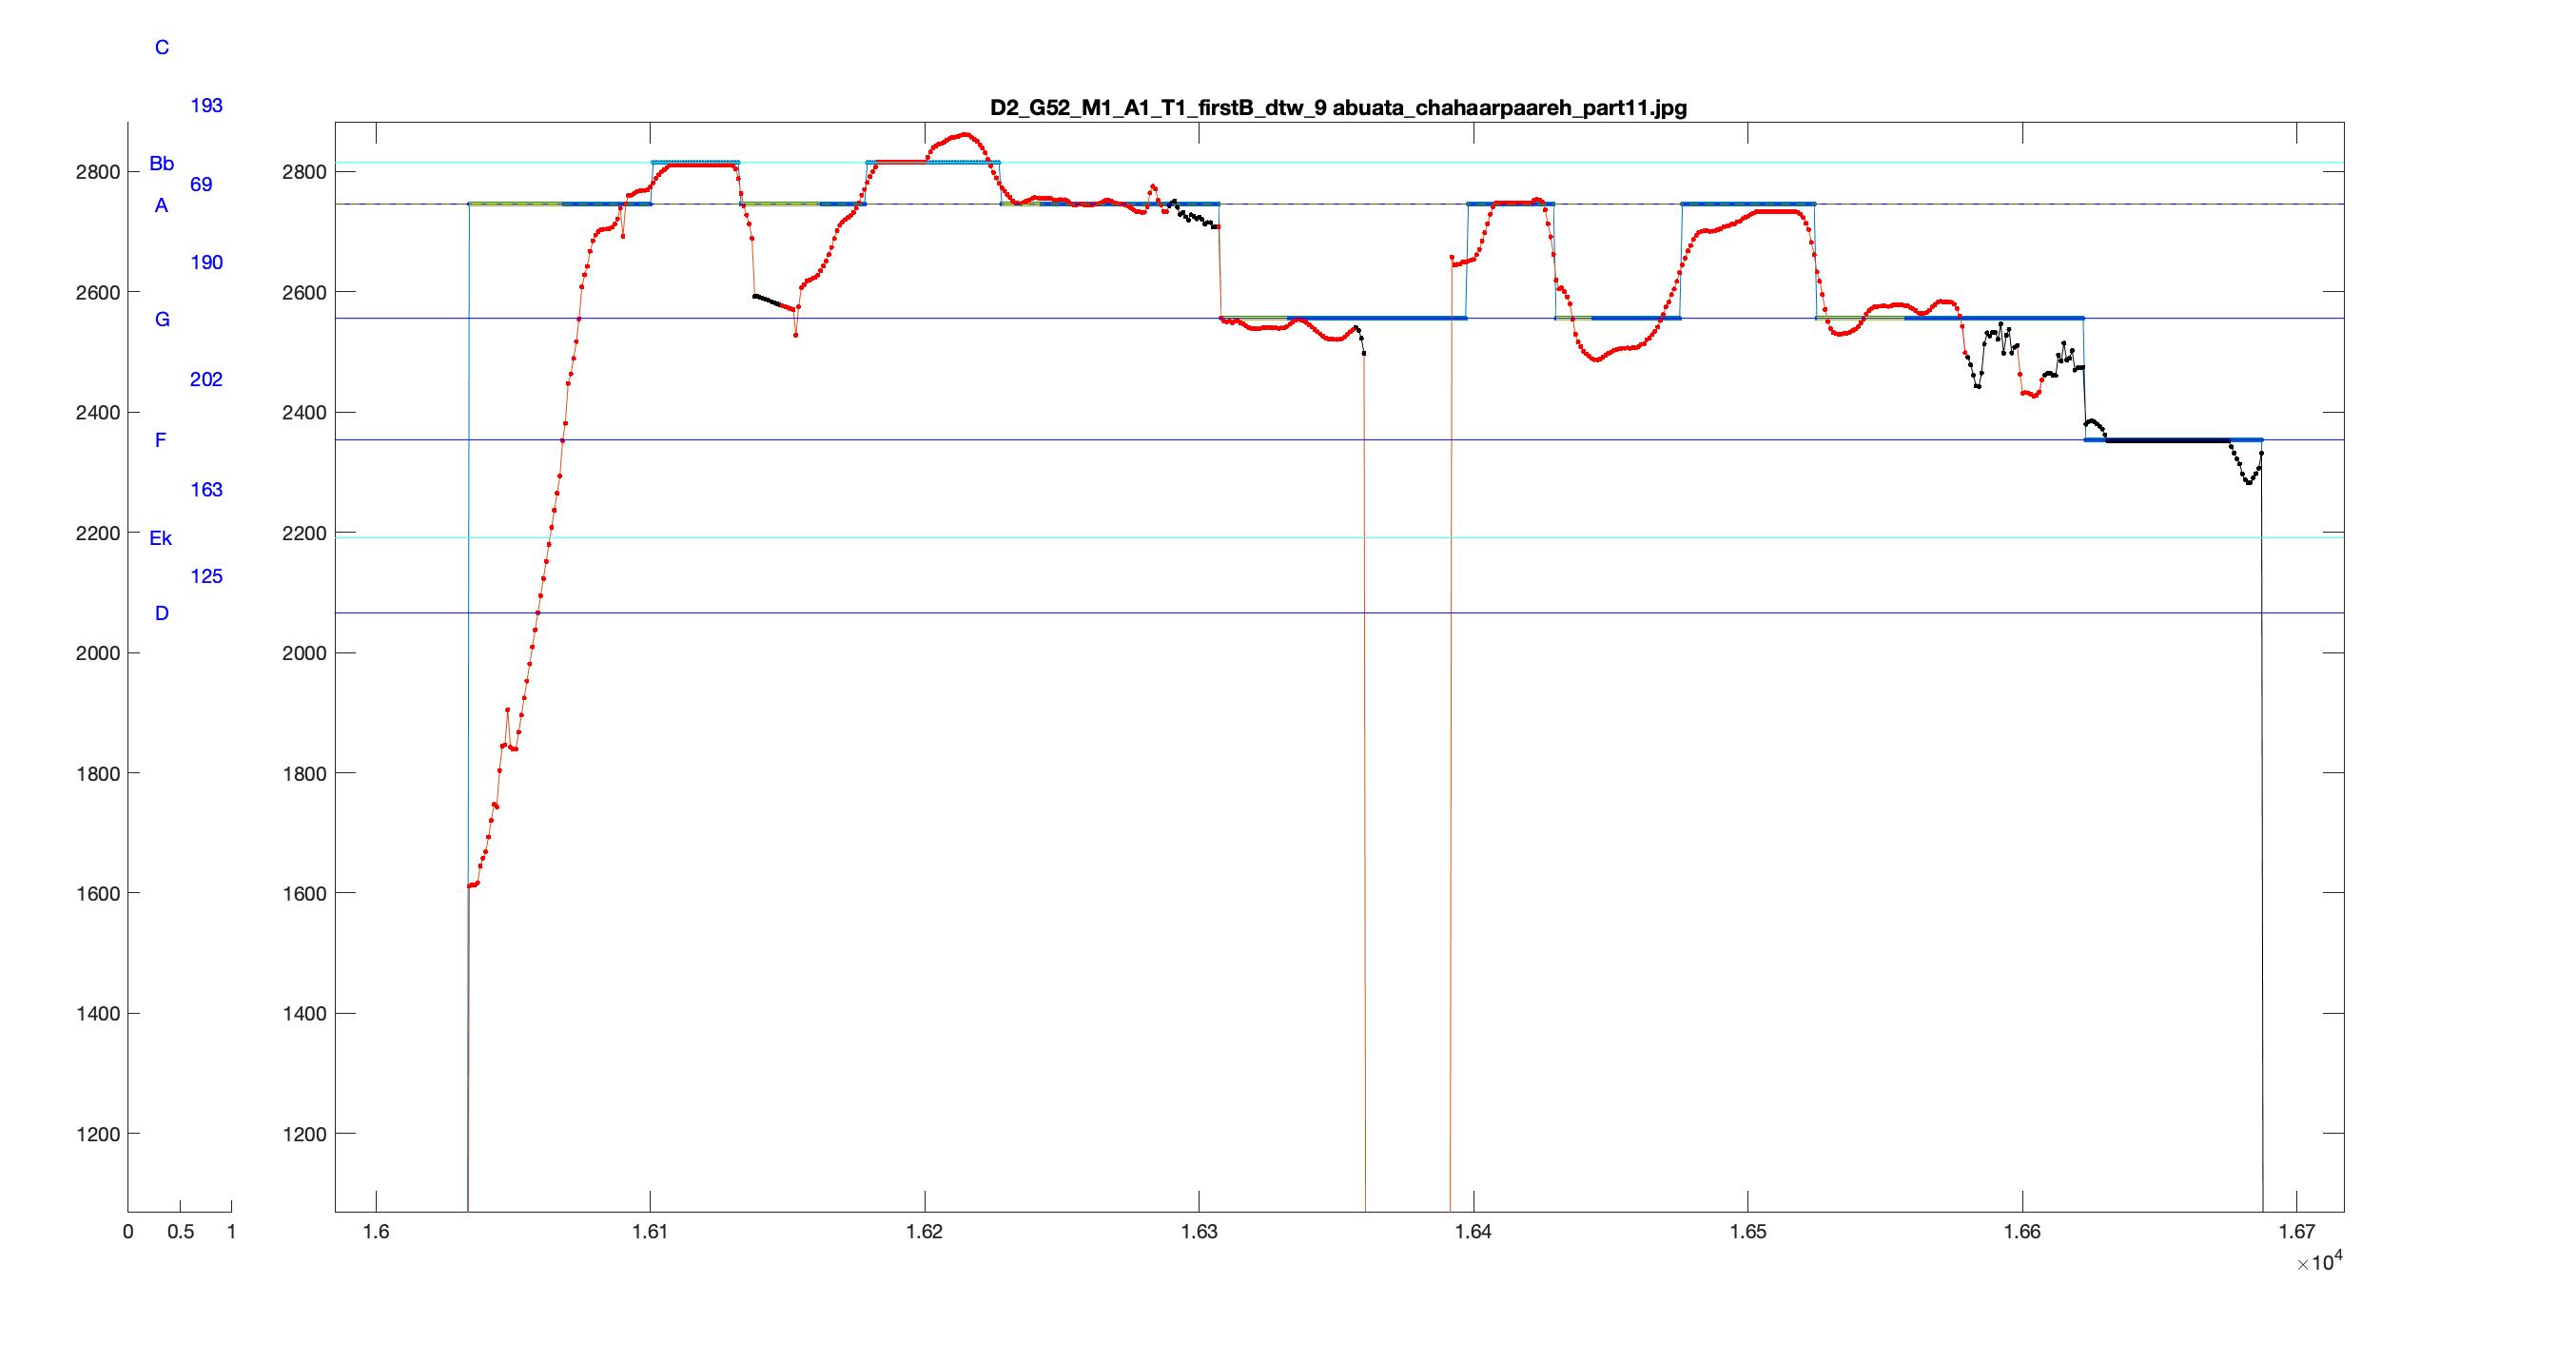 C
193
D2_G52_M1_A1_T1_firstB_dtw_9 abuata_chahaarpaareh_part11.jpg
Bb
2800
2800
69
A
190
2600
2600
G
202
2400
2400
F
163
2200
2200
Ek
125
D
2000
2000
1800
1800
1600
1600
1400
1400
1200
1200
0 0.5 1
1.6 1.61 1.62 1.63 1.64 1.65 1.66 1.67
×10⁴